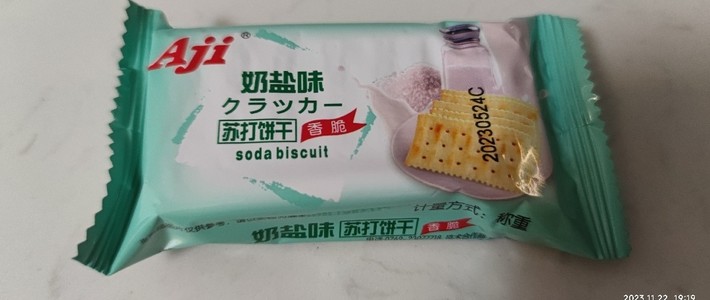 Aji®
奶盐味
クラッカー
苏打饼干 香脆
soda biscuit
20230524C
计量方式：称重
奶盐味 苏打饼干 香脆
2023.11.22 19:19